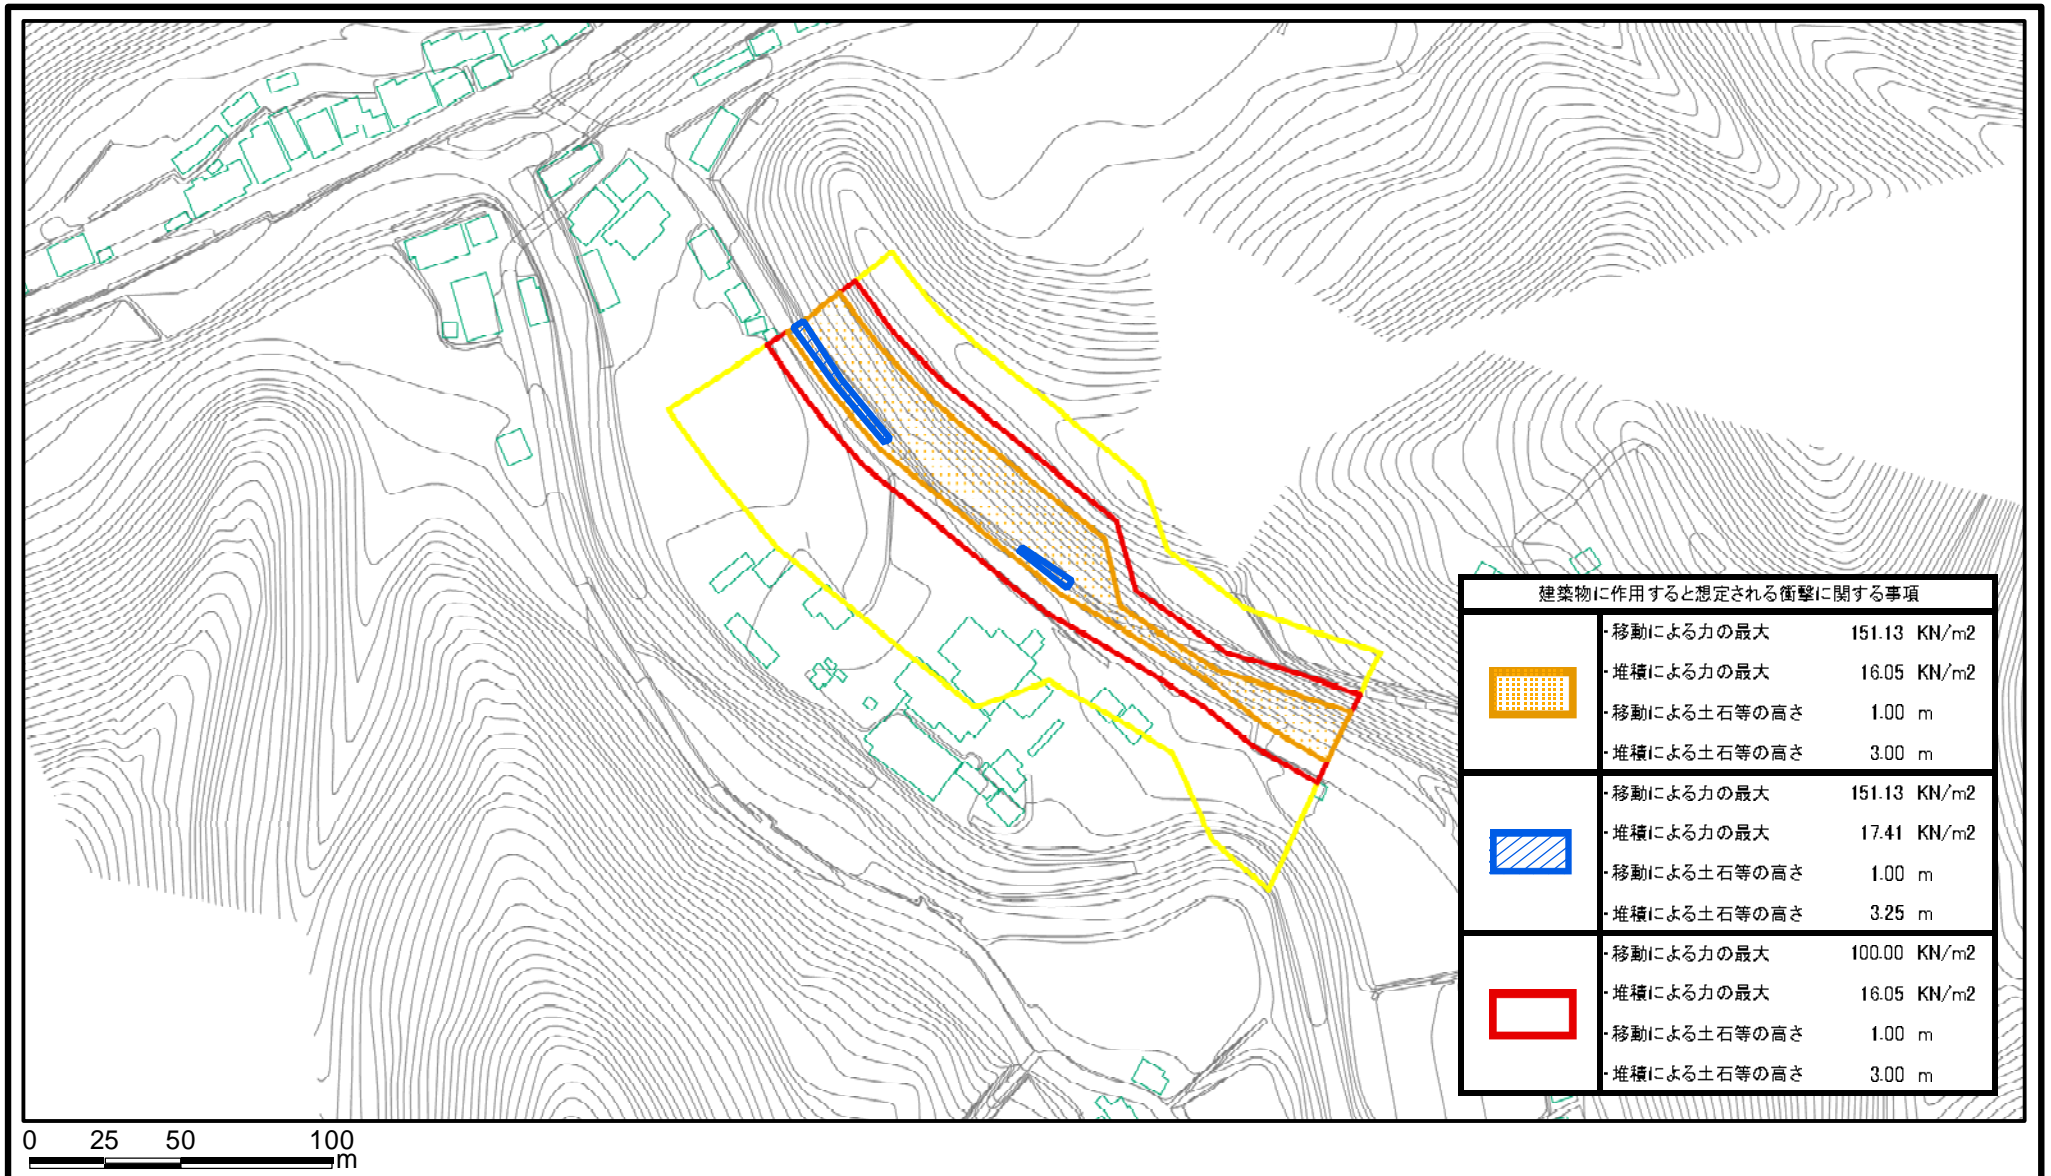 建築物に作用すると想定される衝撃に関する事項
・移動による力の最大 151.13 KN/m2
・堆積による力の最大 16.05 KN/m2
・移動による土石等の高さ 1.00 m
・堆積による土石等の高さ 3.00 m
・移動による力の最大 151.13 KN/m2
・堆積による力の最大 17.41 KN/m2
・移動による土石等の高さ 1.00 m
・堆積による土石等の高さ 3.25 m
・移動による力の最大 100.00 KN/m2
・堆積による力の最大 16.05 KN/m2
・移動による土石等の高さ 1.00 m
・堆積による土石等の高さ 3.00 m
0 25 50 100
m